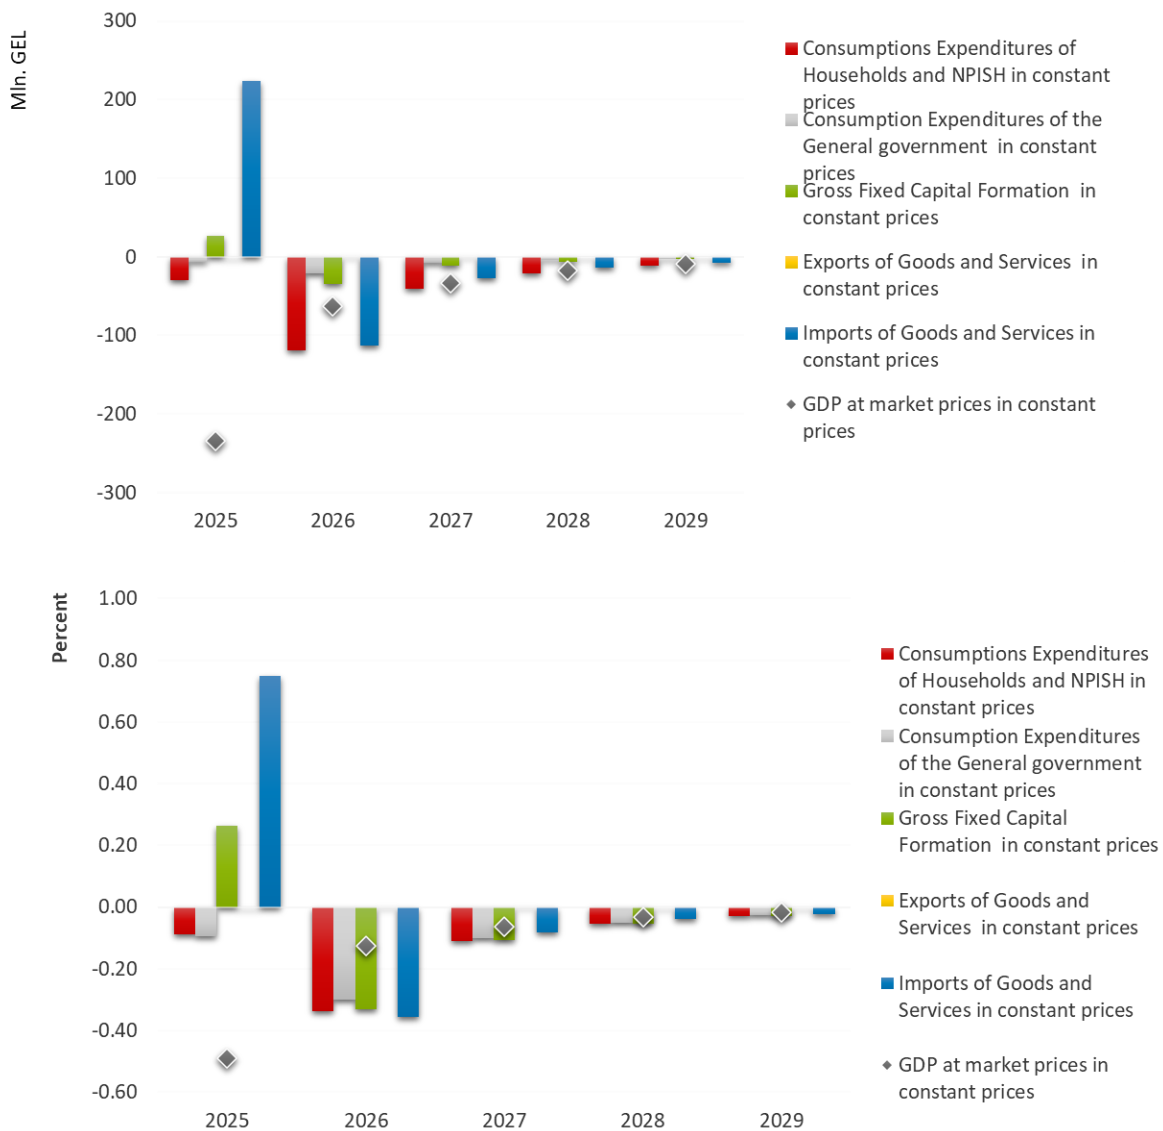 Mln. GEL
300
200
100
0
-100
-200
-300
2025
2026
2027
2028
2029
Consumptions Expenditures of
Households and NPISH in constant
prices
Consumption Expenditures of the
General government  in constant
prices
Gross Fixed Capital Formation  in
constant prices
Exports of Goods and Services  in
constant prices
Imports of Goods and Services in
constant prices
GDP at market prices in constant
prices
Percent
1.00
0.80
0.60
0.40
0.20
0.00
-0.20
-0.40
-0.60
2025
2026
2027
2028
2029
Consumptions Expenditures
of Households and NPISH in
constant prices
Consumption Expenditures
of the General government
in constant prices
Gross Fixed Capital
Formation  in constant prices
Exports of Goods and
Services  in constant prices
Imports of Goods and
Services in constant prices
GDP at market prices in
constant prices